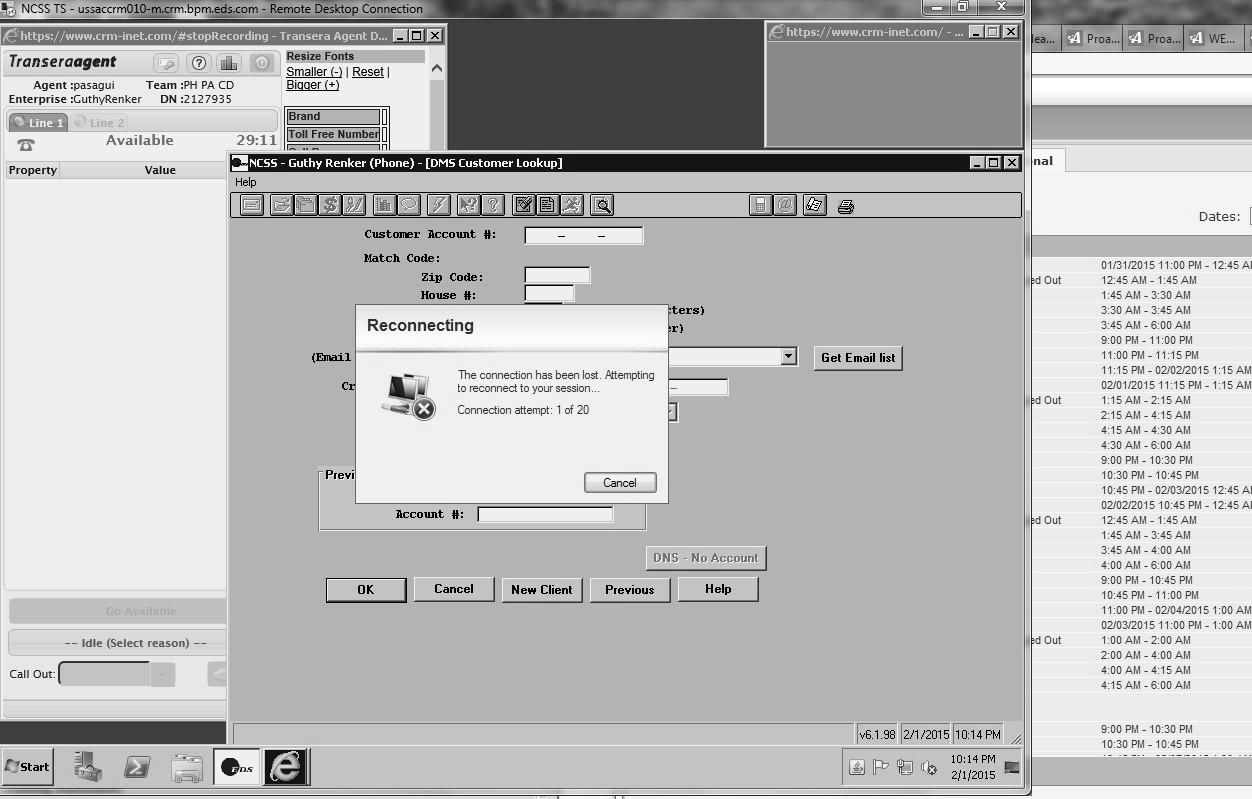 NCSS TS - ussaccrm010-m.crm.bpm.eds.com - Remote Desktop Connection
https://www.crm-inet.com/#stopRecording - Transera Agent D...
https://www.crm-inet.com/ - ...
Proa...
Proa...
WE...
Transeraagent
Agent :pasagui Team :PH PA CD
Enterprise :GuthyRenker DN :2127935
Line 1 Line 2
Available 29:11
Property Value
Resize Fonts
Smaller (-) | Reset |
Bigger (+)
Brand
Toll Free Number
NCSS - Guthy Renker (Phone) - [DMS Customer Lookup]
Help
Customer Account #: – –
Match Code:
Zip Code:
House #:
(Email
Get Email list
Reconnecting
The connection has been lost. Attempting
to reconnect to your session...
Connection attempt: 1 of 20
Cancel
Account #:
DNS - No Account
OK Cancel New Client Previous Help
Go Available
-- Idle (Select reason) --
Call Out:
v6.1.98 2/1/2015 10:14 PM
Start
EDS
10:14 PM
2/1/2015
Dates:
01/31/2015 11:00 PM - 12:45 AM
ed Out 12:45 AM - 1:45 AM
1:45 AM - 3:30 AM
3:30 AM - 3:45 AM
3:45 AM - 6:00 AM
9:00 PM - 11:00 PM
11:00 PM - 11:15 PM
11:15 PM - 02/02/2015 1:15 AM
02/01/2015 11:15 PM - 1:15 AM
ed Out 1:15 AM - 2:15 AM
2:15 AM - 4:15 AM
4:15 AM - 4:30 AM
4:30 AM - 6:00 AM
9:00 PM - 10:30 PM
10:30 PM - 10:45 PM
10:45 PM - 02/03/2015 12:45 AM
02/02/2015 10:45 PM - 12:45 AM
ed Out 12:45 AM - 1:45 AM
1:45 AM - 3:45 AM
3:45 AM - 4:00 AM
4:00 AM - 6:00 AM
9:00 PM - 10:45 PM
10:45 PM - 11:00 PM
11:00 PM - 02/04/2015 1:00 AM
02/03/2015 11:00 PM - 1:00 AM
ed Out 1:00 AM - 2:00 AM
2:00 AM - 4:00 AM
4:00 AM - 4:15 AM
4:15 AM - 6:00 AM
9:00 PM - 10:30 PM
10:30 PM - 10:45 PM